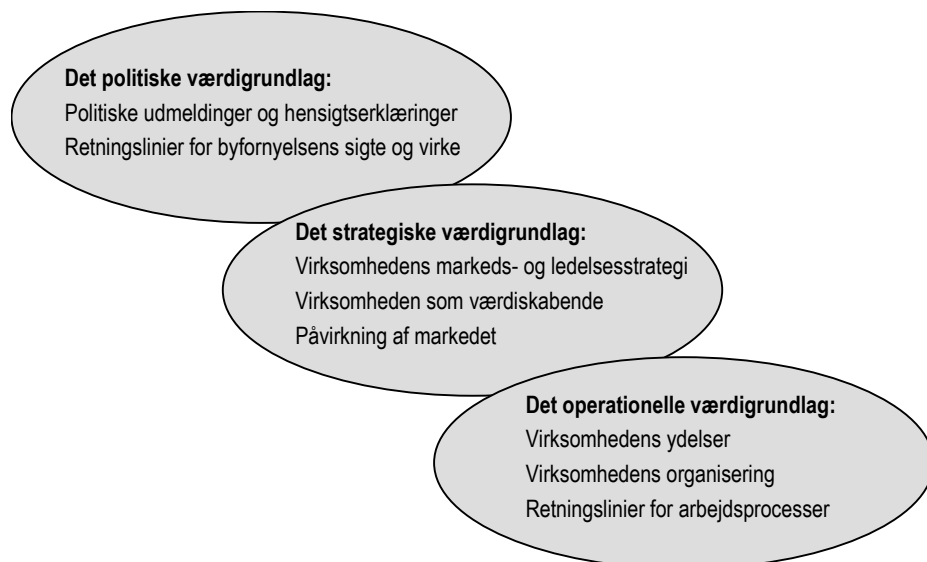 Det politiske værdigrundlag:
Politiske udmeldinger og hensigtserklæringer
Retningslinier for byfornyelsens sigte og virke
Det strategiske værdigrundlag:
Virksomhedens markeds- og ledelsesstrategi
Virksomheden som værdiskabende
Påvirkning af markedet
Det operationelle værdigrundlag:
Virksomhedens ydelser
Virksomhedens organisering
Retningslinier for arbejdsprocesser